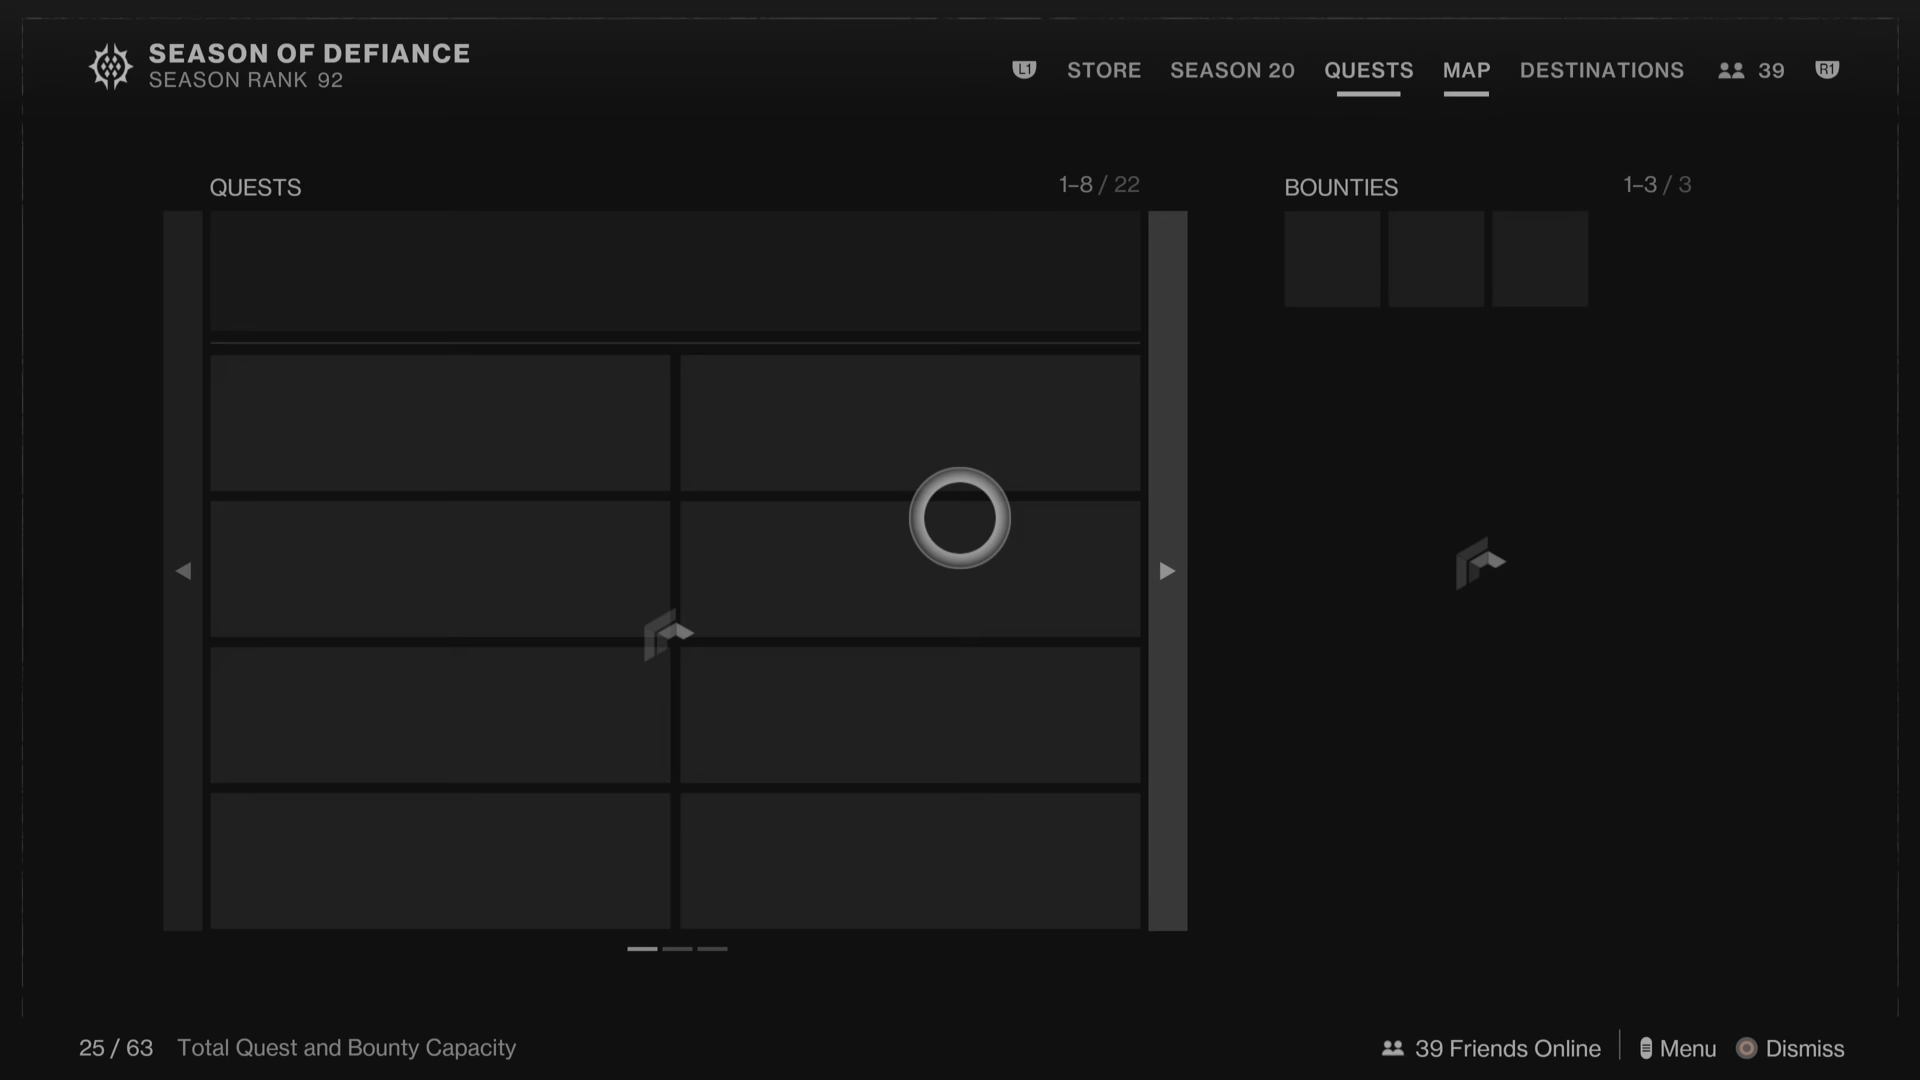 SEASON OF DEFIANCE
SEASON RANK 92
L1 STORE SEASON 20 QUESTS MAP DESTINATIONS 39 R1
QUESTS 1–8 / 22
BOUNTIES 1–3 / 3
25 / 63 Total Quest and Bounty Capacity
39 Friends Online Menu Dismiss